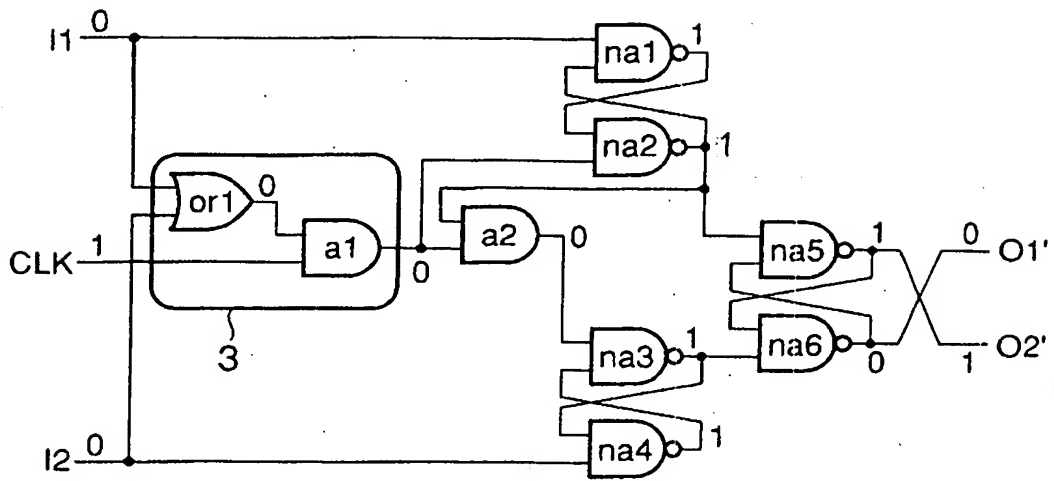 I1 0
na1 1
na2 1
or1 0
CLK 1
a1 0
a2 0
na5 1 0 O1'
3
na3 1
na6 0 1 O2'
I2 0
na4 1